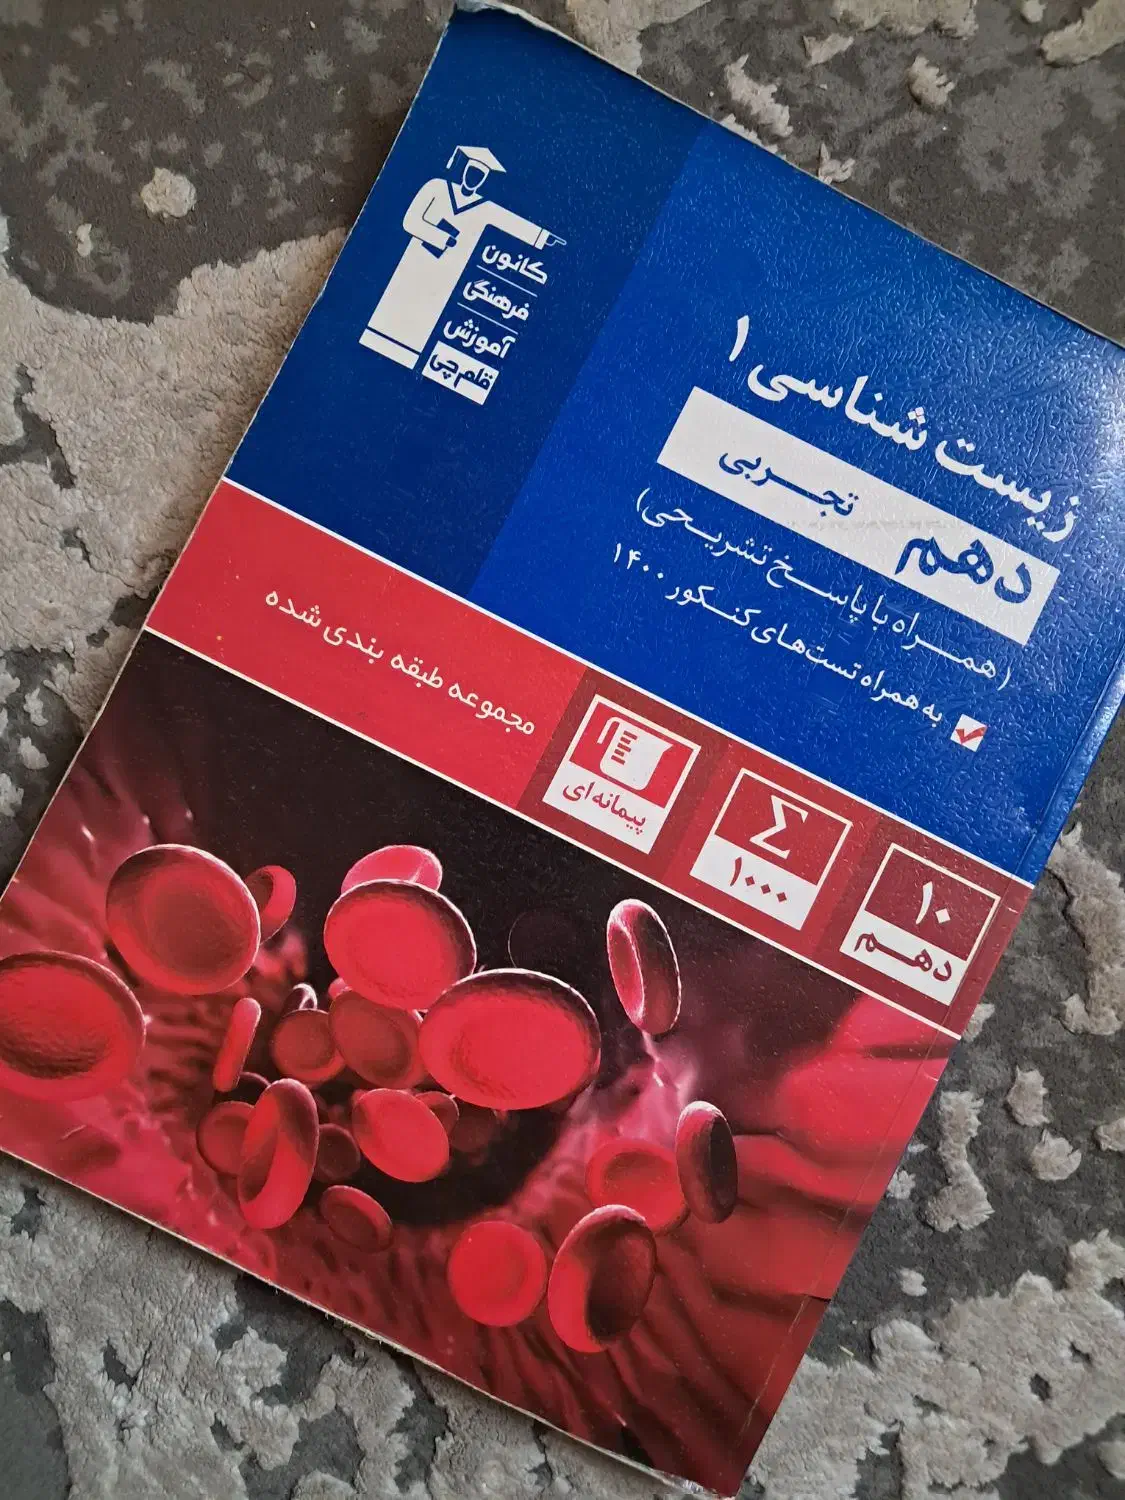 کانون
فرهنگی
آموزش
قلم‌چی
زیست شناسی ۱
دهم تجربی
(همراه با پاسخ تشریحی)
به همراه تست‌های کنکور ۱۴۰۰
مجموعه طبقه بندی شده
پیمانه‌ای
Σ
۱۰۰۰
۱۰
دهم